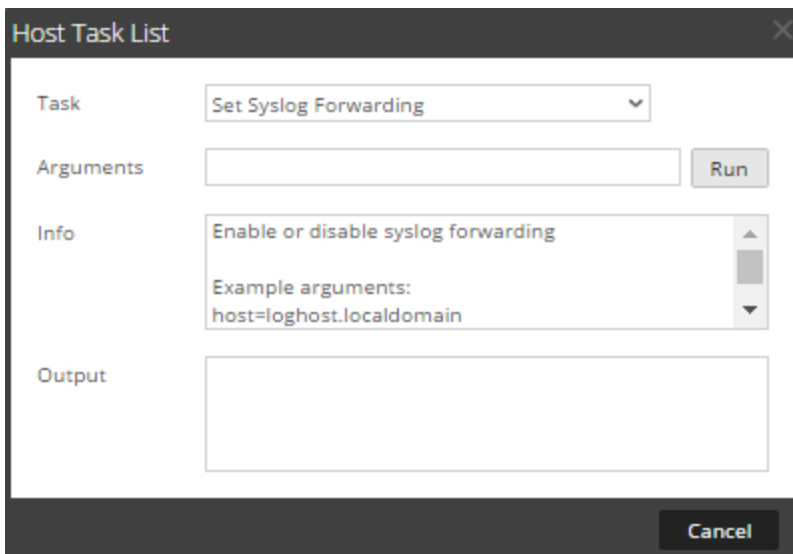 Host Task List
Task
Set Syslog Forwarding
Arguments
Run
Info
Enable or disable syslog forwarding
Example arguments:
host=loghost.localdomain
Output
Cancel